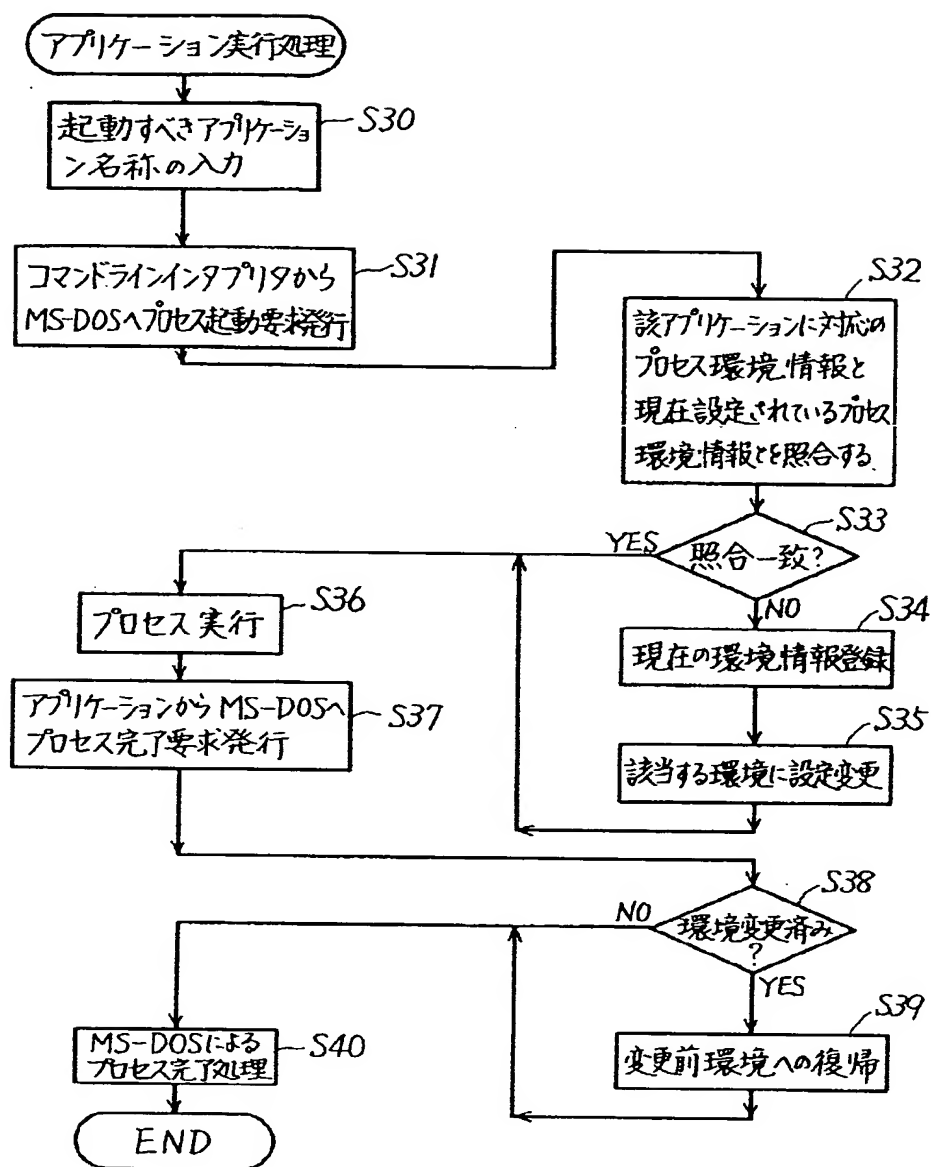 アプリケーション実行処理
S30
起動すべきアプリケーショ
ン名称の入力
S31
コマンドラインインタプリタから
MS-DOSへプロセス起動要求発行
S32
該アプリケーションに対応の
プロセス環境情報と
現在設定されているプロセス
環境情報とを照合する.
S33
照合一致?
YES
NO
S34
現在の環境情報登録
S35
該当する環境に設定変更
S36
プロセス実行
S37
アプリケーションからMS-DOSへ
プロセス完了要求発行
S38
環境変更済み
?
NO
YES
S39
変更前環境への復帰
S40
MS-DOSによる
プロセス完了処理
END